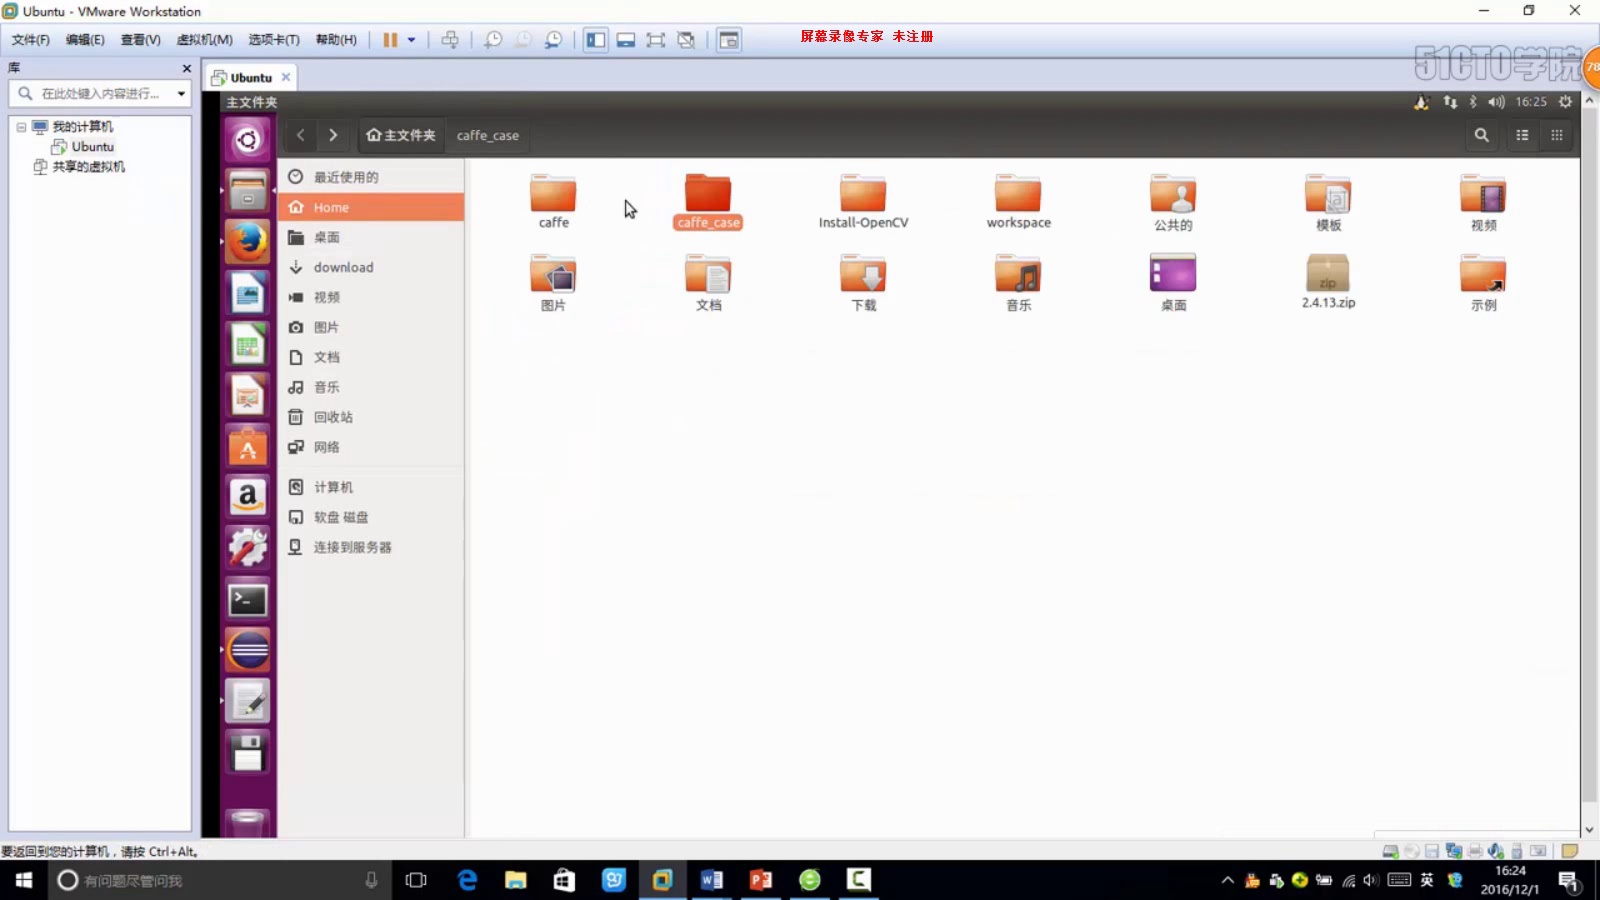 Ubuntu - VMware Workstation
文件(F) 编辑(E) 查看(V) 虚拟机(M) 选项卡(T) 帮助(H)
屏幕录像专家 未注册
51CTO学院
78
库
Ubuntu
在此处键入内容进行...
我的计算机
Ubuntu
共享的虚拟机
主文件夹
16:25
主文件夹 caffe_case
最近使用的
Home
桌面
download
视频
图片
文档
音乐
回收站
网络
计算机
软盘 磁盘
连接到服务器
caffe
caffe_case
Install-OpenCV
workspace
公共的
模板
视频
图片
文档
下载
音乐
桌面
zip
2.4.13.zip
示例
要返回到您的计算机，请按 Ctrl+Alt。
有问题尽管问我
英
16:24
2016/12/1
1